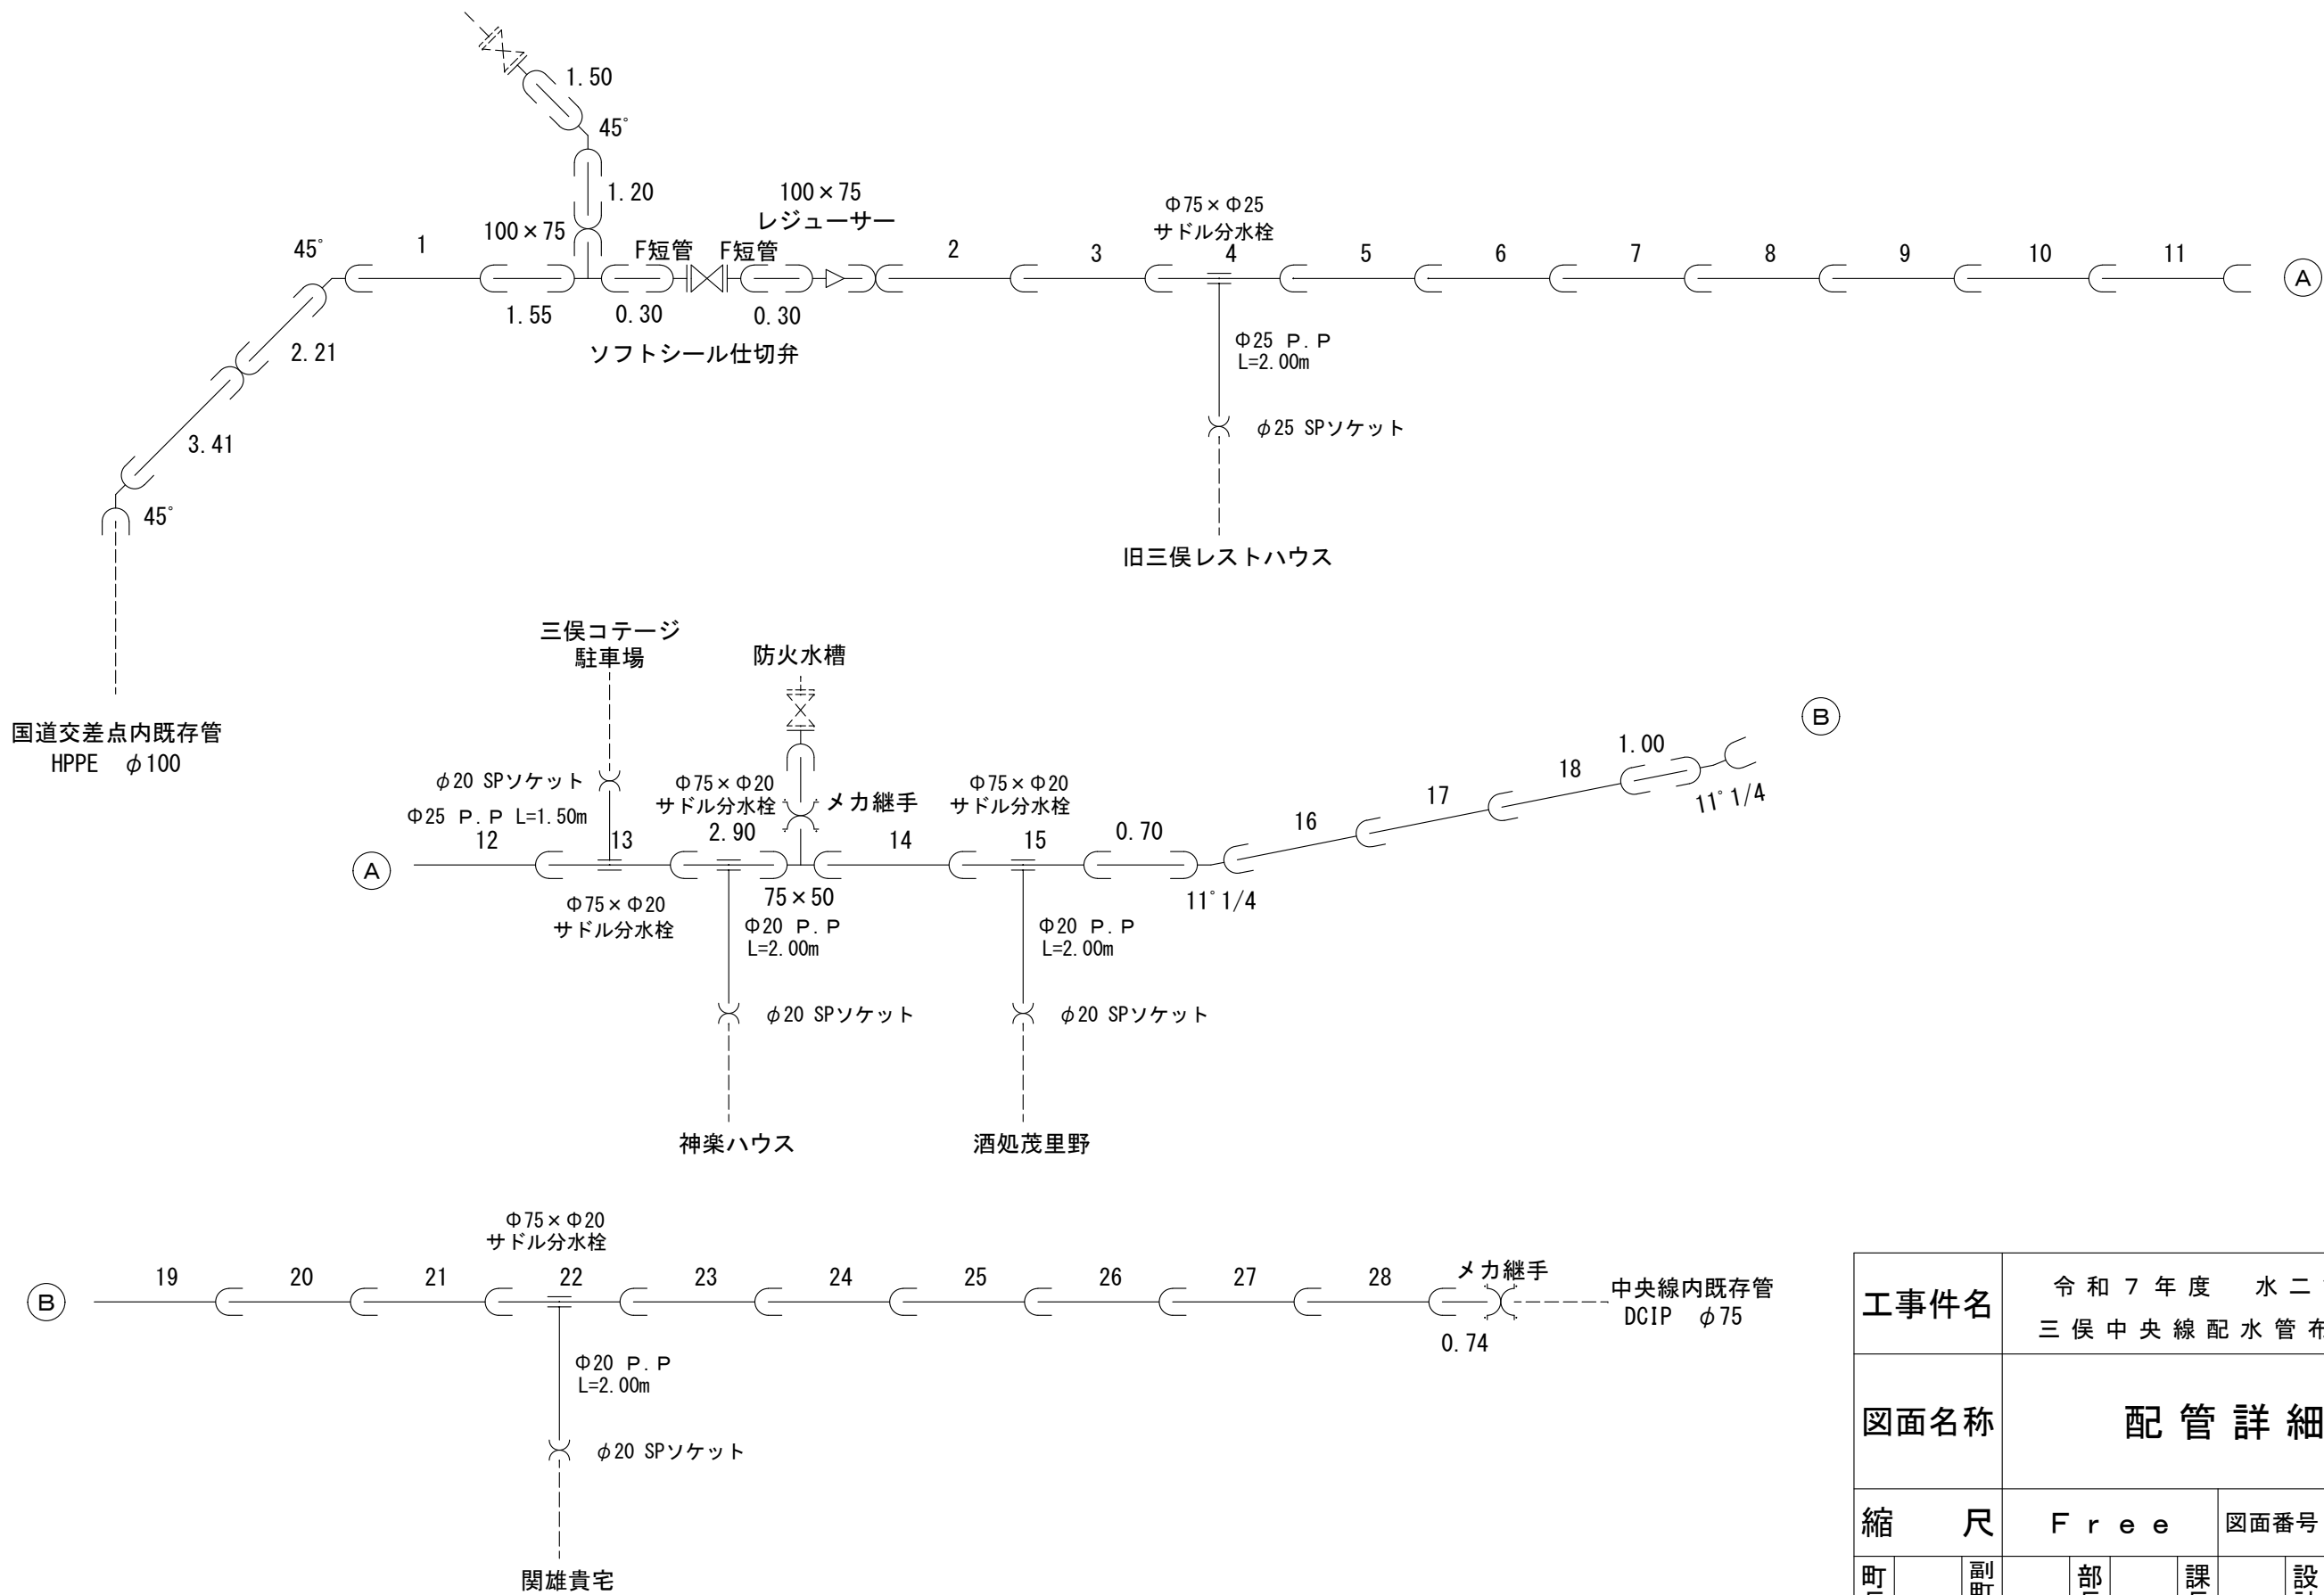 1.50
45°
1.20
100×75
レジューサー
100×75
F短管
F短管
45°
1
2
3
Φ75×Φ25
サドル分水栓
4
5
6
7
8
9
10
11
A
1.55
0.30
0.30
ソフトシール仕切弁
2.21
3.41
45°
Φ25 P.P
L=2.00m
φ25 SPソケット
旧三俣レストハウス
国道交差点内既存管
HPPE φ100
三俣コテージ
駐車場
防火水槽
φ20 SPソケット
Φ25 P.P L=1.50m
Φ75×Φ20
サドル分水栓
メカ継手
Φ75×Φ20
サドル分水栓
A
12
13
2.90
14
15
0.70
16
17
18
1.00
B
11°1/4
11°1/4
Φ75×Φ20
サドル分水栓
75×50
Φ20 P.P
L=2.00m
Φ20 P.P
L=2.00m
φ20 SPソケット
φ20 SPソケット
神楽ハウス
酒処茂里野
Φ75×Φ20
サドル分水栓
B
19
20
21
22
23
24
25
26
27
28
メカ継手
0.74
中央線内既存管
DCIP φ75
Φ20 P.P
L=2.00m
φ20 SPソケット
関雄貴宅
工事件名
令和7年度 水二
三俣中央線配水管布
図面名称
配管詳細
縮尺
Free
図面番号
町
副町
部
課
設